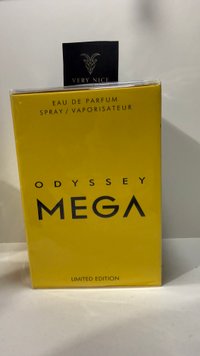 VERY NICE
EAU DE PARFUM
SPRAY / VAPORISATEUR
ODYSSEY
MEGA
LIMITED EDITION